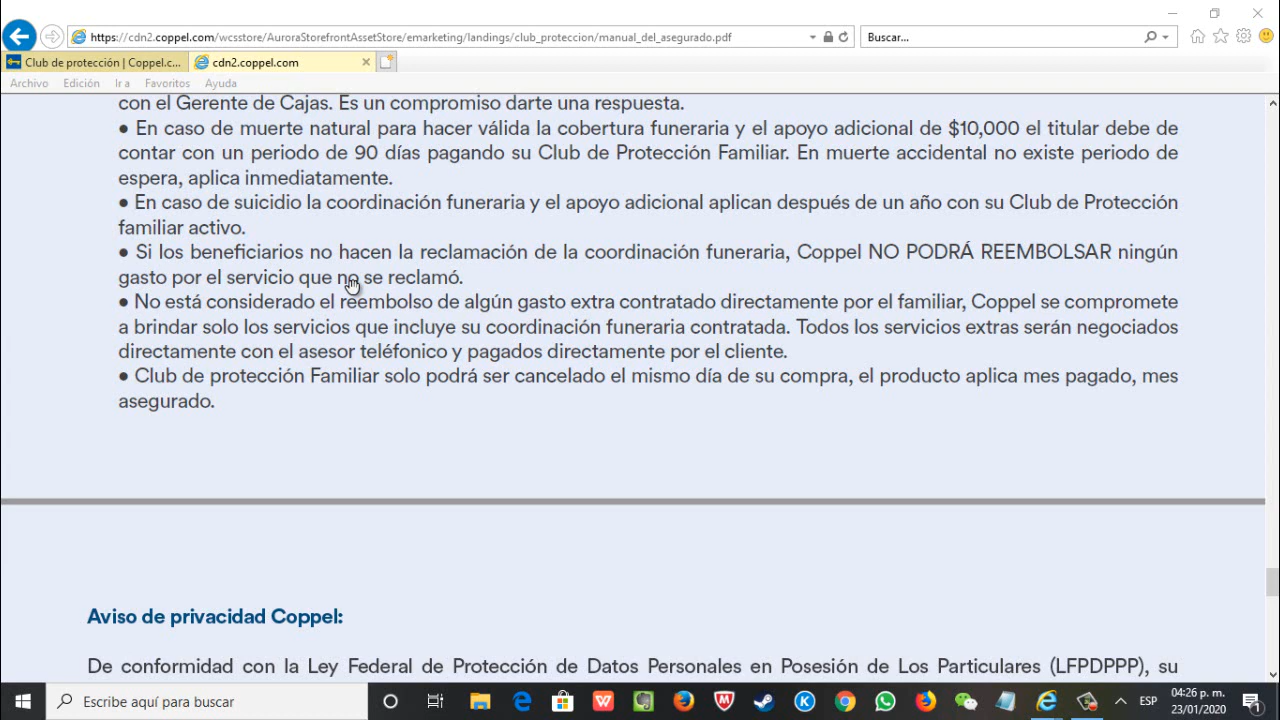 https://cdn2.coppel.com/wcsstore/AuroraStorefrontAssetStore/emarketing/landings/club_proteccion/manual_del_asegurado.pdf
Buscar...
Club de protección | Coppel.c...
cdn2.coppel.com
Archivo Edición Ir a Favoritos Ayuda
con el Gerente de Cajas. Es un compromiso darte una respuesta.
● En caso de muerte natural para hacer válida la cobertura funeraria y el apoyo adicional de $10,000 el titular debe de
contar con un periodo de 90 días pagando su Club de Protección Familiar. En muerte accidental no existe periodo de
espera, aplica inmediatamente.
● En caso de suicidio la coordinación funeraria y el apoyo adicional aplican después de un año con su Club de Protección
familiar activo.
● Si los beneficiarios no hacen la reclamación de la coordinación funeraria, Coppel NO PODRÁ REEMBOLSAR ningún
gasto por el servicio que no se reclamó.
● No está considerado el reembolso de algún gasto extra contratado directamente por el familiar, Coppel se compromete
a brindar solo los servicios que incluye su coordinación funeraria contratada. Todos los servicios extras serán negociados
directamente con el asesor teléfonico y pagados directamente por el cliente.
● Club de protección Familiar solo podrá ser cancelado el mismo día de su compra, el producto aplica mes pagado, mes
asegurado.
Aviso de privacidad Coppel:
De conformidad con la Ley Federal de Protección de Datos Personales en Posesión de Los Particulares (LFPDPPP), su
Escribe aquí para buscar
ESP
04:26 p. m.
23/01/2020
1